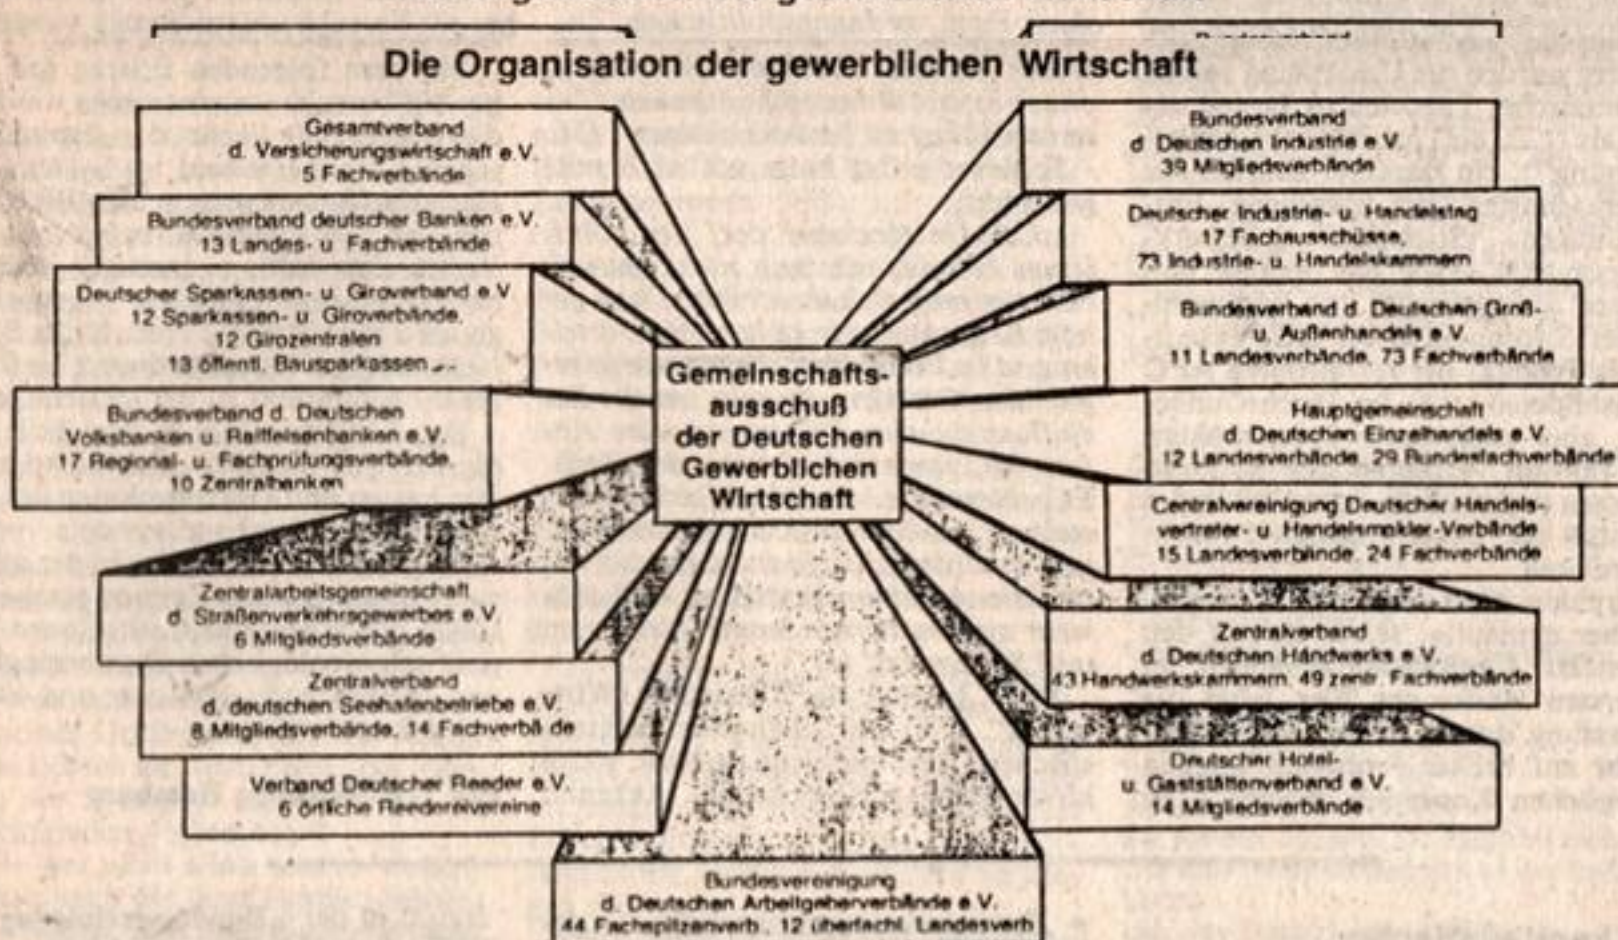 Die Organisation der gewerblichen Wirtschaft
Gesamtverband
d. Versicherungswirtschaft e.V.
5 Fachverbände
Bundesverband deutscher Banken e.V.
13 Landes- u. Fachverbände
Deutscher Sparkassen- u. Giroverband e.V
12 Sparkassen- u. Giroverbände,
12 Girozentralen
13 öffentl. Bausparkassen
Bundesverband d. Deutschen
Volksbanken u. Raiffeisenbanken e.V.
17 Regional- u. Fachprüfungsverbände,
10 Zentralbanken
Zentralarbeitsgemeinschaft
d. Straßenverkehrsgewerbes e.V.
6 Mitgliedsverbände
Zentralverband
d. deutschen Seehafenbetriebe e.V.
8 Mitgliedsverbände, 14 Fachverbä de
Verband Deutscher Reeder e.V.
6 örtliche Reedereivereine
Gemeinschafts-
ausschuß
der Deutschen
Gewerblichen
Wirtschaft
Bundesverband
d. Deutschen Industrie e.V.
39 Mitgliedsverbände
Deutscher Industrie- u. Handelstag
17 Fachausschüsse,
73 Industrie- u. Handelskammern
Bundesverband d. Deutschen Groß-
u. Außenhandels e.V.
11 Landesverbände, 73 Fachverbände
Hauptgemeinschaft
d. Deutschen Einzelhandels e.V.
12 Landesverbände, 29 Bundesfachverbände
Centralvereinigung Deutscher Handels-
vertreter- u. Handelsmakler-Verbände
15 Landesverbände, 24 Fachverbände
Zentralverband
d. Deutschen Handwerks e.V.
43 Handwerkskammern, 49 zentr. Fachverbände
Deutscher Hotel-
u. Gaststättenverband e.V.
14 Mitgliedsverbände
Bundesvereinigung
d. Deutschen Arbeitgeberverbände e.V.
44 Fachspitzenverb., 12 überfachl. Landesverb